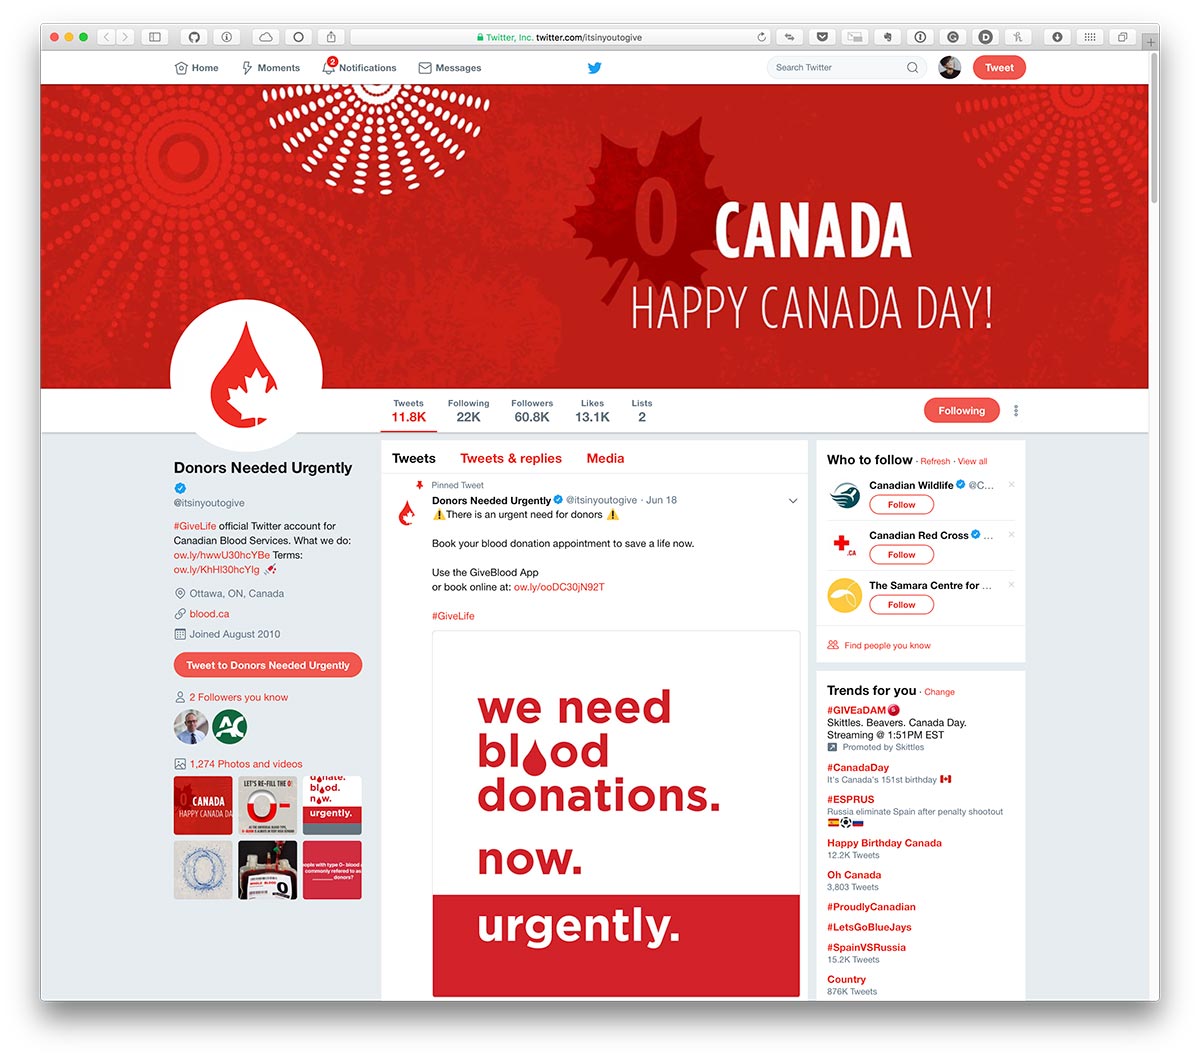 Twitter, Inc. twitter.com/itsinyoutogive
Home
Moments
2
Notifications
Messages
Search Twitter
Tweet
O CANADA
HAPPY CANADA DAY!
Tweets
11.8K
Following
22K
Followers
60.8K
Likes
13.1K
Lists
2
Following
Donors Needed Urgently
@itsinyoutogive
#GiveLife official Twitter account for
Canadian Blood Services. What we do:
ow.ly/hwwU30hcYBe Terms:
ow.ly/KhHl30hcYlg
Ottawa, ON, Canada
blood.ca
Joined August 2010
Tweet to Donors Needed Urgently
2 Followers you know
AC
1,274 Photos and videos
O CANADA
HAPPY CANADA DA
LET'S RE-FILL THE O!
O-
donate.
blood.
now.
urgently.
O
O
ople with type O- blood a
commonly refered to as
donors?
Tweets
Tweets & replies
Media
Pinned Tweet
Donors Needed Urgently @itsinyoutogive · Jun 18
⚠️There is an urgent need for donors ⚠️
Book your blood donation appointment to save a life now.
Use the GiveBlood App
or book online at: ow.ly/ooDC30jN92T
#GiveLife
we need
blood
donations.
now.
urgently.
Who to follow · Refresh · View all
Canadian Wildlife @C...
Follow
.CA
Canadian Red Cross ...
Follow
The Samara Centre for ...
Follow
Find people you know
Trends for you · Change
#GIVEaDAM
Skittles. Beavers. Canada Day.
Streaming @ 1:51PM EST
Promoted by Skittles
#CanadaDay
It's Canada's 151st birthday 🇨🇦
#ESPRUS
Russia eliminate Spain after penalty shootout
🇪🇸⚽🇷🇺
Happy Birthday Canada
12.2K Tweets
Oh Canada
3,803 Tweets
#ProudlyCanadian
#LetsGoBlueJays
#SpainVSRussia
15.2K Tweets
Country
876K Tweets